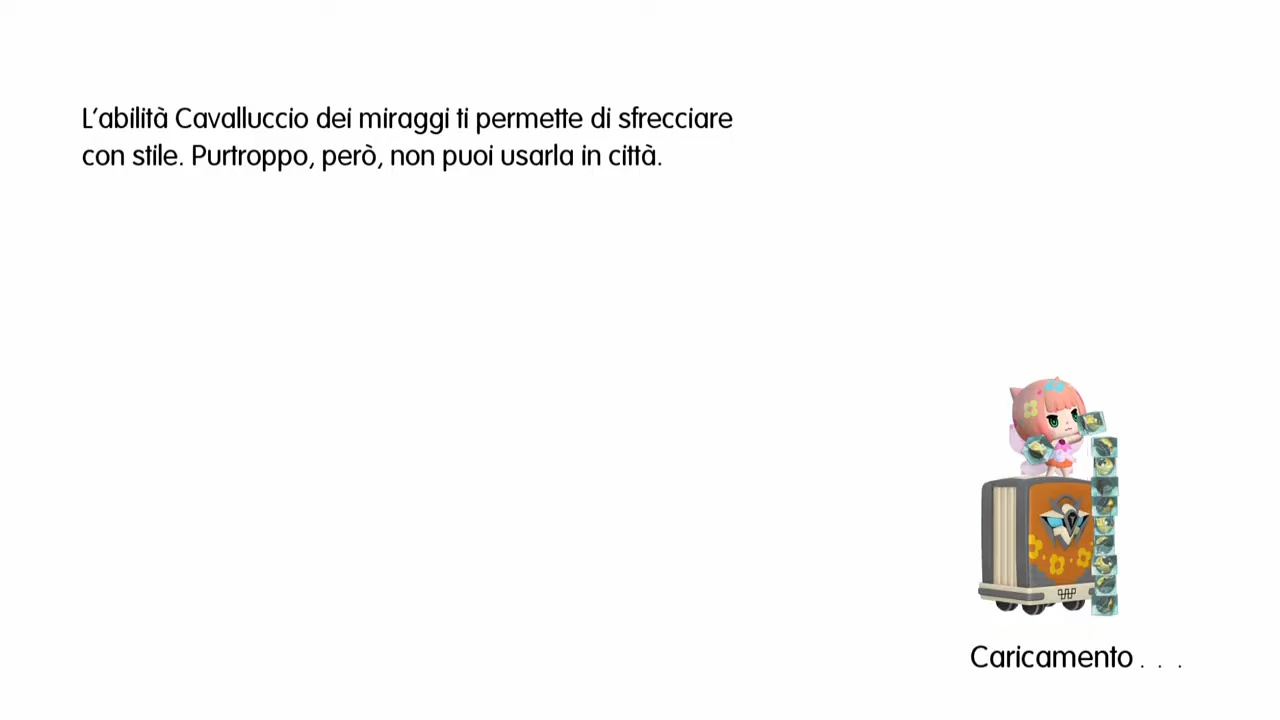 L'abilità Cavalluccio dei miraggi ti permette di sfrecciare
con stile. Purtroppo, però, non puoi usarla in città.
Caricamento . . .